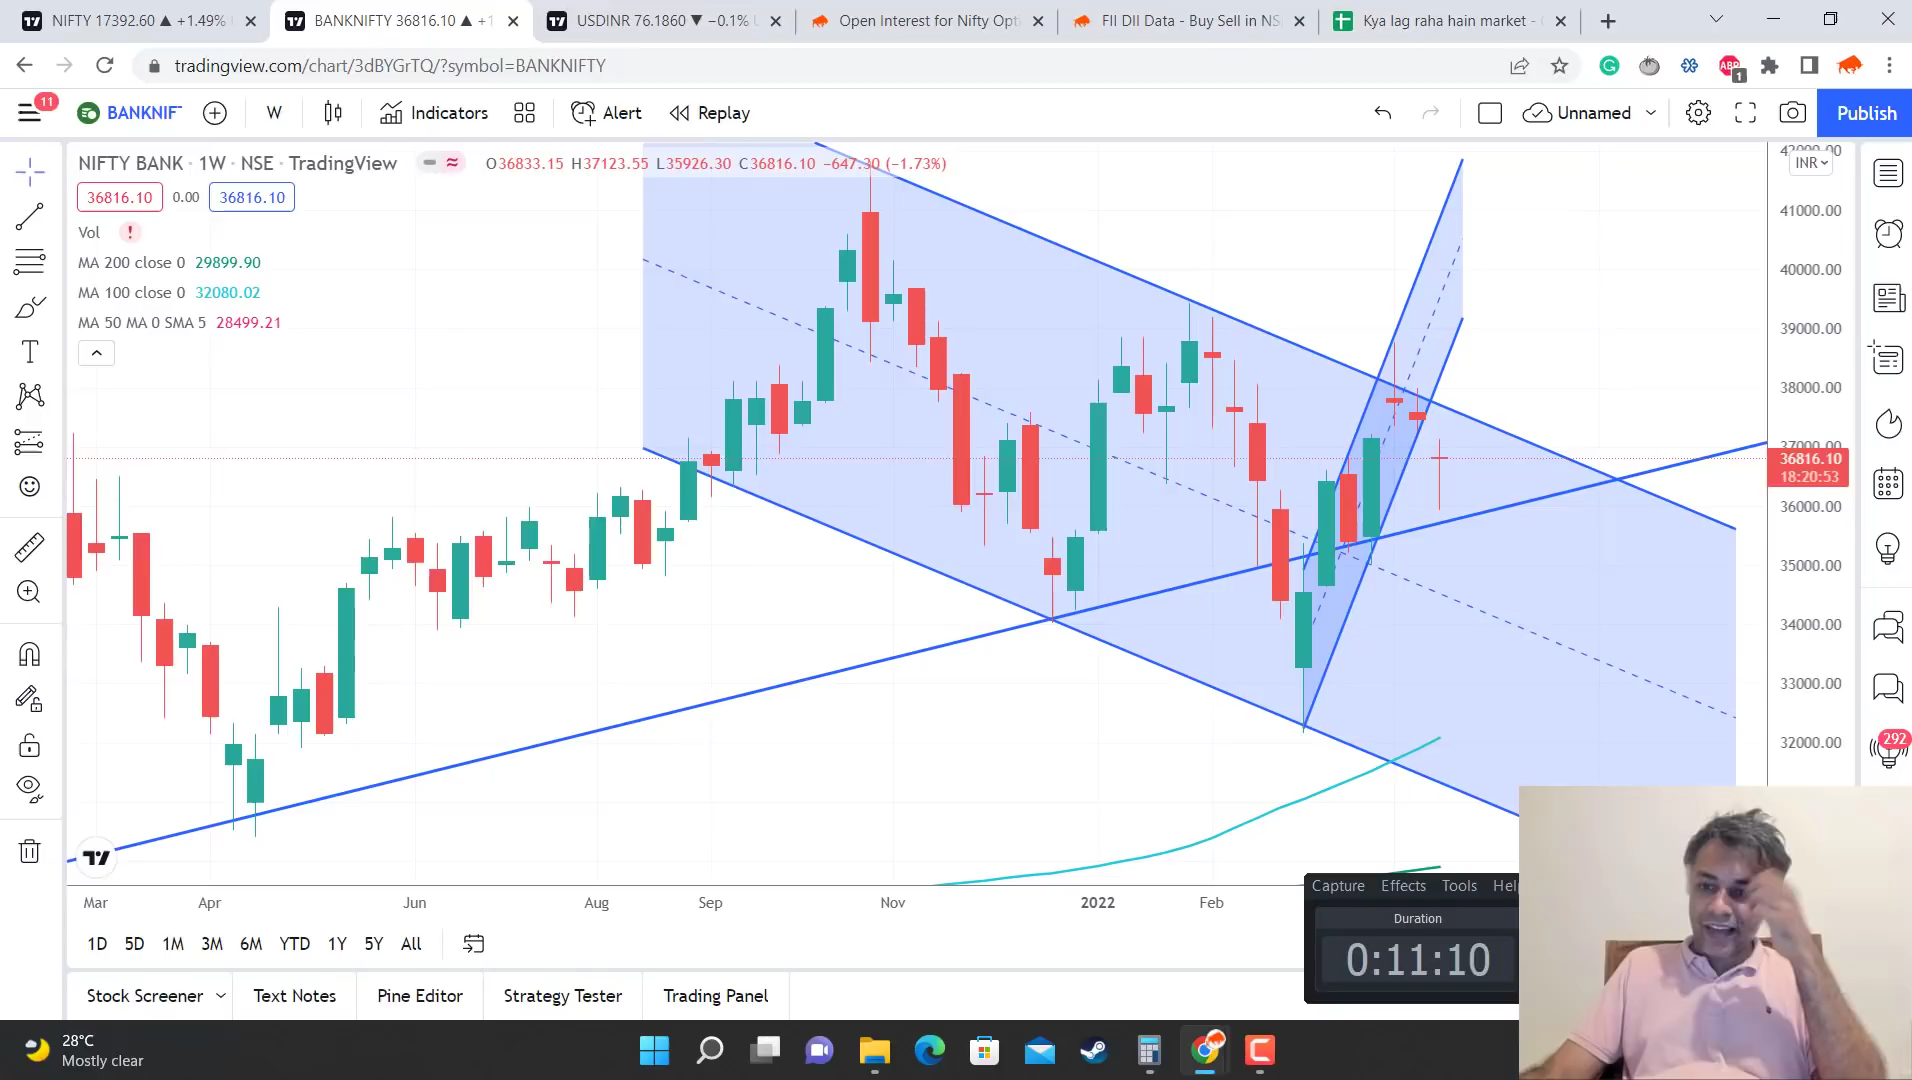 NIFTY 17392.60 ▲ +1.49%
BANKNIFTY 36816.10 ▲ +1
USDINR 76.1860 ▼ −0.1%
Open Interest for Nifty Opt
FII DII Data - Buy Sell in NS
Kya lag raha hain market -
tradingview.com/chart/3dBYGrTQ/?symbol=BANKNIFTY
ABP
1
11
BANKNIF
W
Indicators
Alert
Replay
Unnamed
Publish
NIFTY BANK · 1W · NSE · TradingView
O36833.15 H37123.55 L35926.30 C36816.10 −647.30 (−1.73%)
36816.10
0.00
36816.10
Vol
MA 200 close 0 29899.90
MA 100 close 0 32080.02
MA 50 MA 0 SMA 5 28499.21
42000.00
INR
41000.00
40000.00
39000.00
38000.00
37000.00
36816.10
18:20:53
36000.00
35000.00
34000.00
33000.00
32000.00
292
Mar
Apr
Jun
Aug
Sep
Nov
2022
Feb
Capture
Effects
Tools
Help
Duration
0:11:10
1D
5D
1M
3M
6M
YTD
1Y
5Y
All
Stock Screener
Text Notes
Pine Editor
Strategy Tester
Trading Panel
28°C
Mostly clear